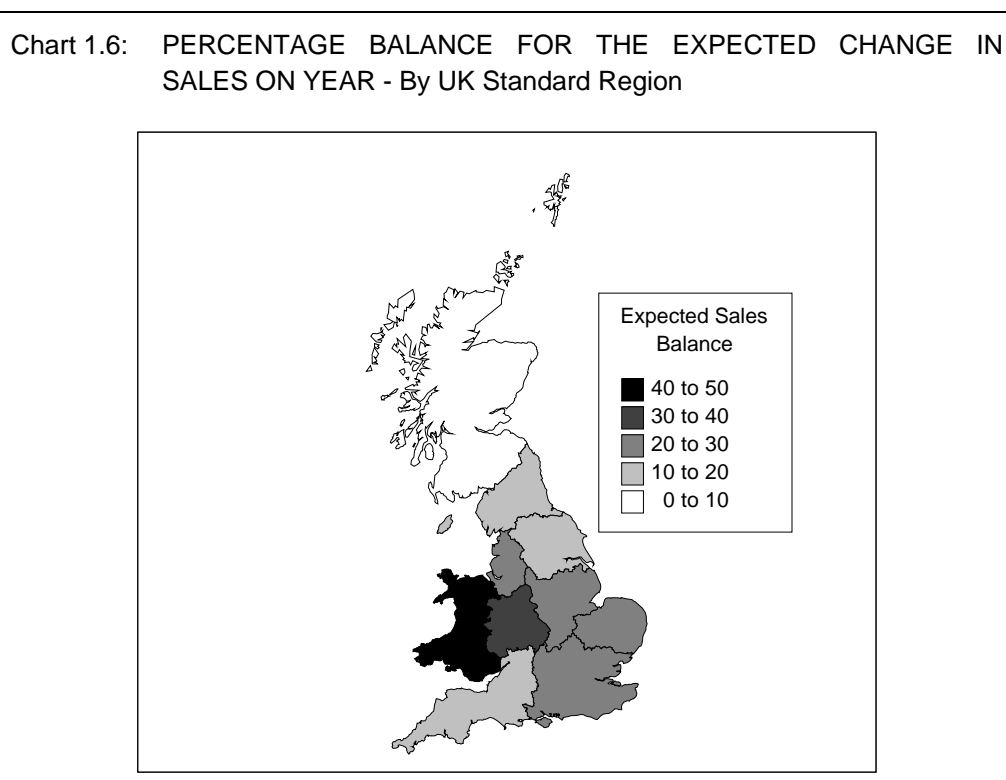 Chart 1.6: PERCENTAGE BALANCE FOR THE EXPECTED CHANGE IN
SALES ON YEAR - By UK Standard Region
Expected Sales
Balance
40 to 50
30 to 40
20 to 30
10 to 20
0 to 10